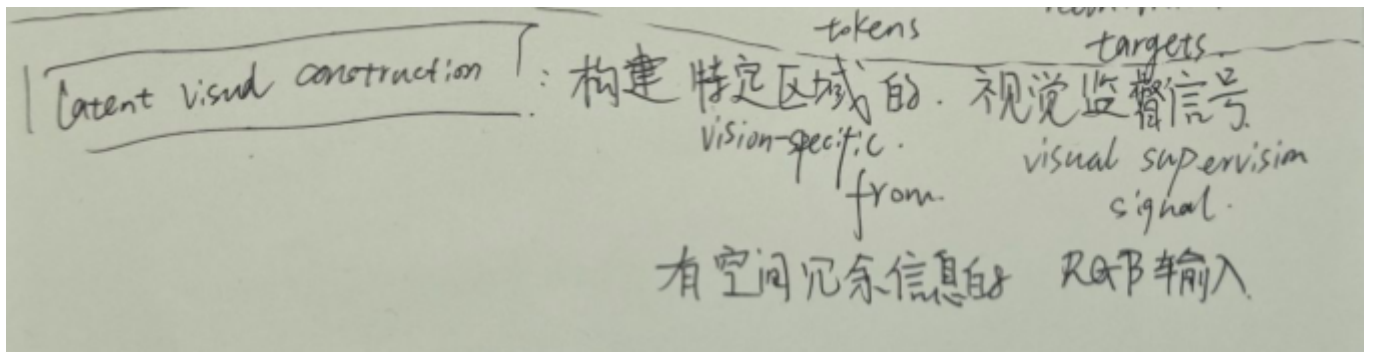 tokens
targets.
Latent visual construction : 构建特定区域的. 视觉监督信号
vision-specific. visual supervision
from. signal.
有空间冗余信息的 RGB输入